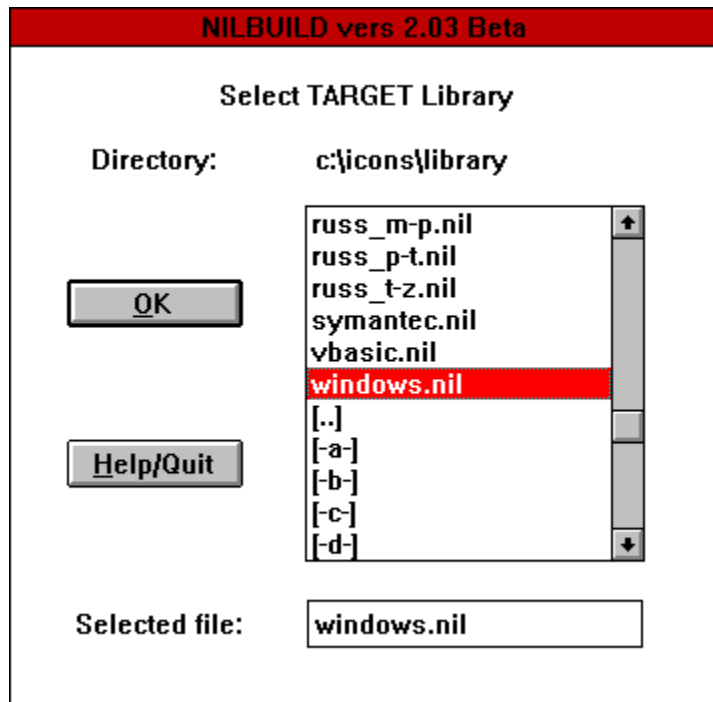 NILBUILD vers 2.03 Beta
Select TARGET Library
Directory: c:\icons\library
russ_m-p.nil
russ_p-t.nil
russ_t-z.nil
OK
symantec.nil
vbasic.nil
windows.nil
[..]
[-a-]
Help/Quit
[-b-]
[-c-]
[-d-]
Selected file: windows.nil